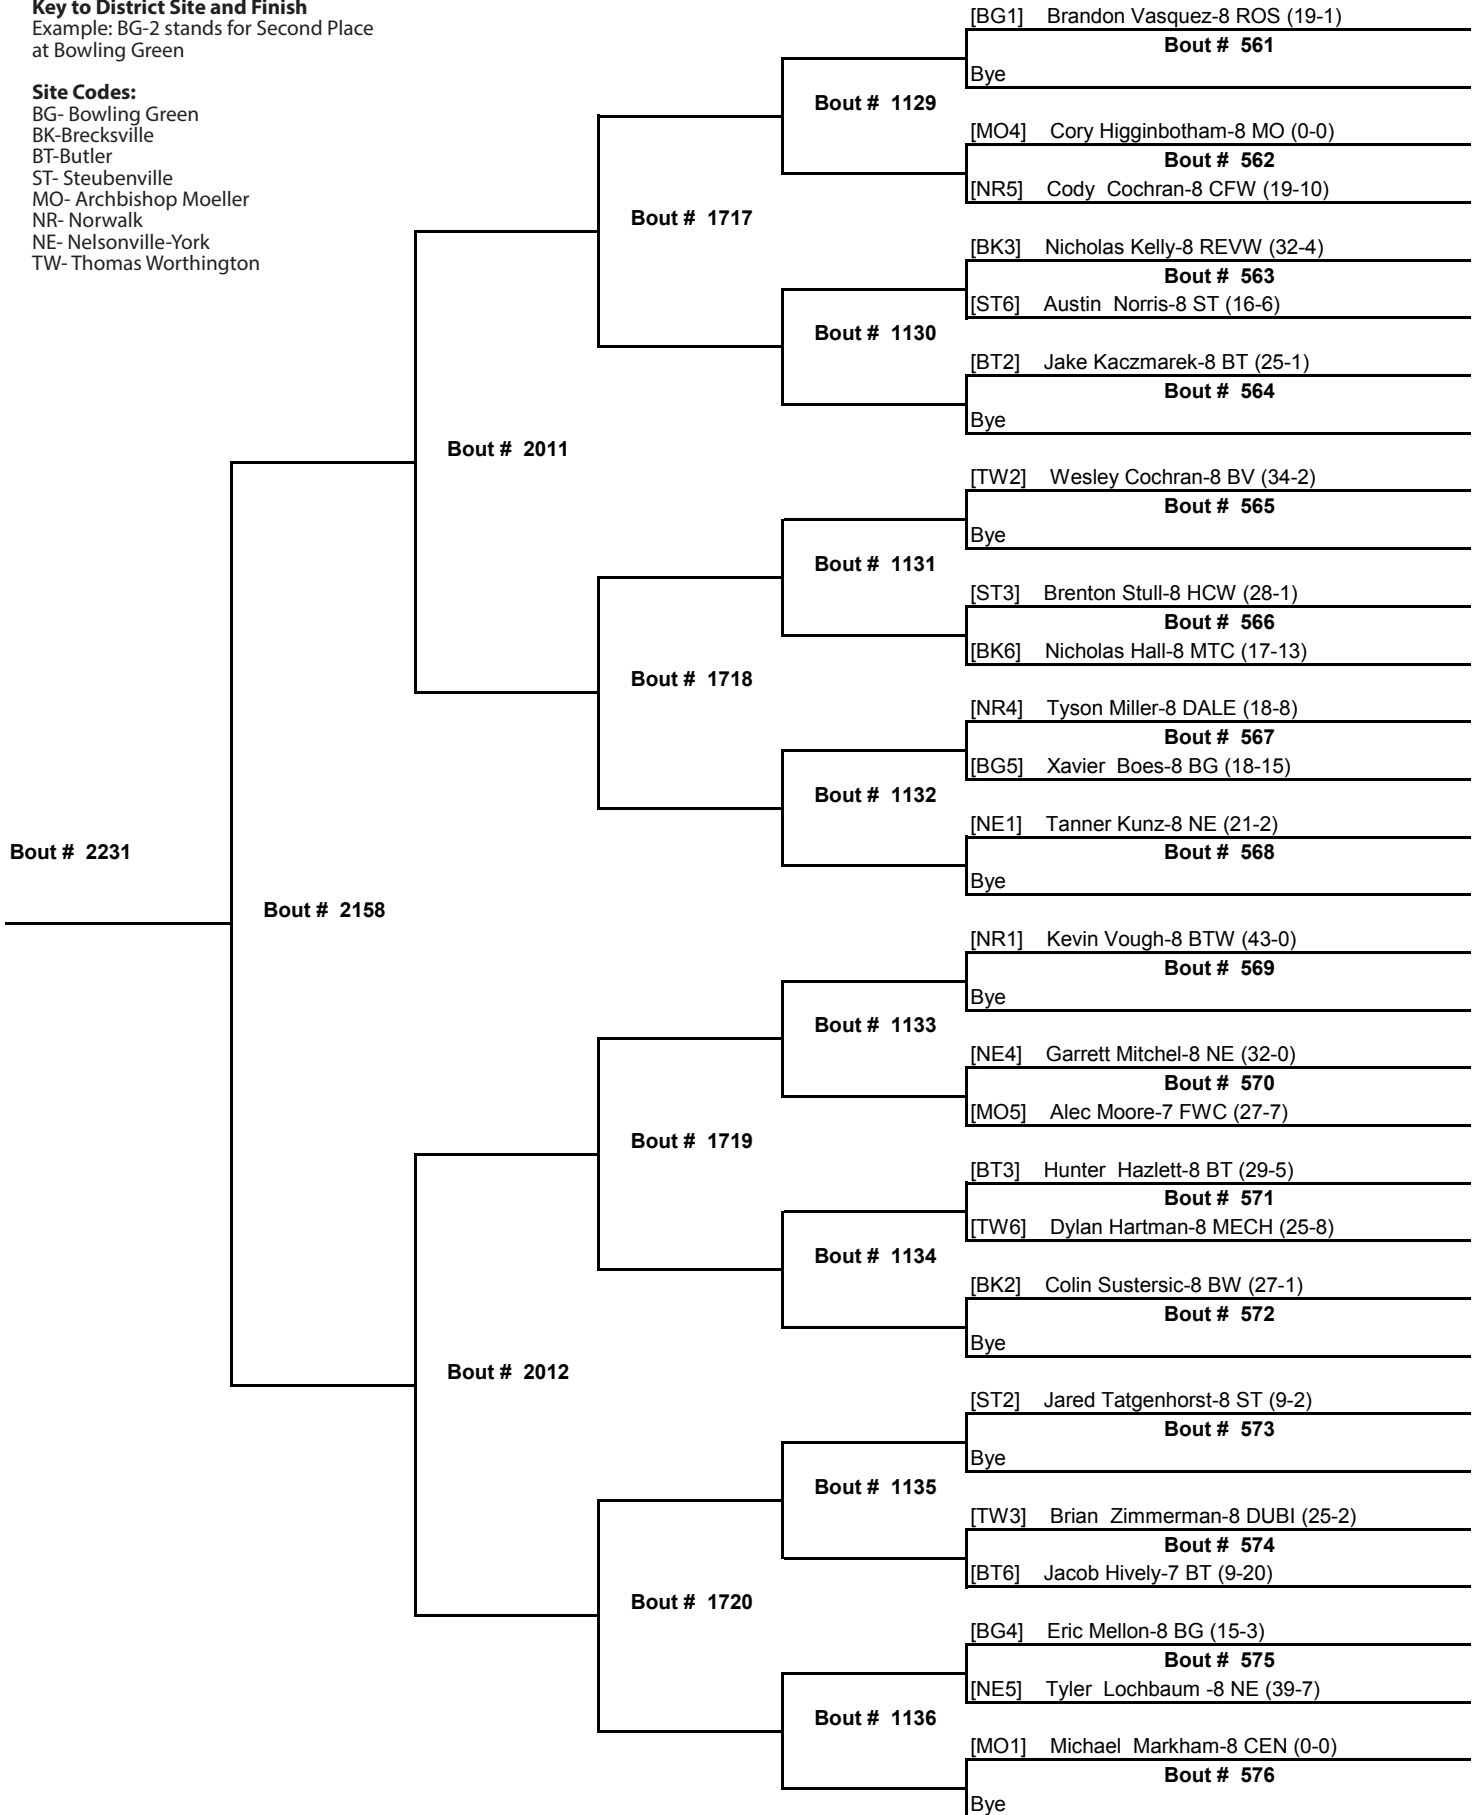 Key to District Site and Finish
Example: BG-2 stands for Second Place
at Bowling Green
Site Codes:
BG- Bowling Green
BK-Brecksville
BT-Butler
ST- Steubenville
MO- Archbishop Moeller
NR- Norwalk
NE- Nelsonville-York
TW- Thomas Worthington
[BG1] Brandon Vasquez-8 ROS (19-1)
Bout # 561
Bye
Bout # 1129
[MO4] Cory Higginbotham-8 MO (0-0)
Bout # 562
[NR5] Cody Cochran-8 CFW (19-10)
Bout # 1717
[BK3] Nicholas Kelly-8 REVW (32-4)
Bout # 563
[ST6] Austin Norris-8 ST (16-6)
Bout # 1130
[BT2] Jake Kaczmarek-8 BT (25-1)
Bout # 564
Bye
Bout # 2011
[TW2] Wesley Cochran-8 BV (34-2)
Bout # 565
Bye
Bout # 1131
[ST3] Brenton Stull-8 HCW (28-1)
Bout # 566
[BK6] Nicholas Hall-8 MTC (17-13)
Bout # 1718
[NR4] Tyson Miller-8 DALE (18-8)
Bout # 567
[BG5] Xavier Boes-8 BG (18-15)
Bout # 1132
[NE1] Tanner Kunz-8 NE (21-2)
Bout # 568
Bye
Bout # 2231
Bout # 2158
[NR1] Kevin Vough-8 BTW (43-0)
Bout # 569
Bye
Bout # 1133
[NE4] Garrett Mitchel-8 NE (32-0)
Bout # 570
[MO5] Alec Moore-7 FWC (27-7)
Bout # 1719
[BT3] Hunter Hazlett-8 BT (29-5)
Bout # 571
[TW6] Dylan Hartman-8 MECH (25-8)
Bout # 1134
[BK2] Colin Sustersic-8 BW (27-1)
Bout # 572
Bye
Bout # 2012
[ST2] Jared Tatgenhorst-8 ST (9-2)
Bout # 573
Bye
Bout # 1135
[TW3] Brian Zimmerman-8 DUBI (25-2)
Bout # 574
[BT6] Jacob Hively-7 BT (9-20)
Bout # 1720
[BG4] Eric Mellon-8 BG (15-3)
Bout # 575
[NE5] Tyler Lochbaum -8 NE (39-7)
Bout # 1136
[MO1] Michael Markham-8 CEN (0-0)
Bout # 576
Bye